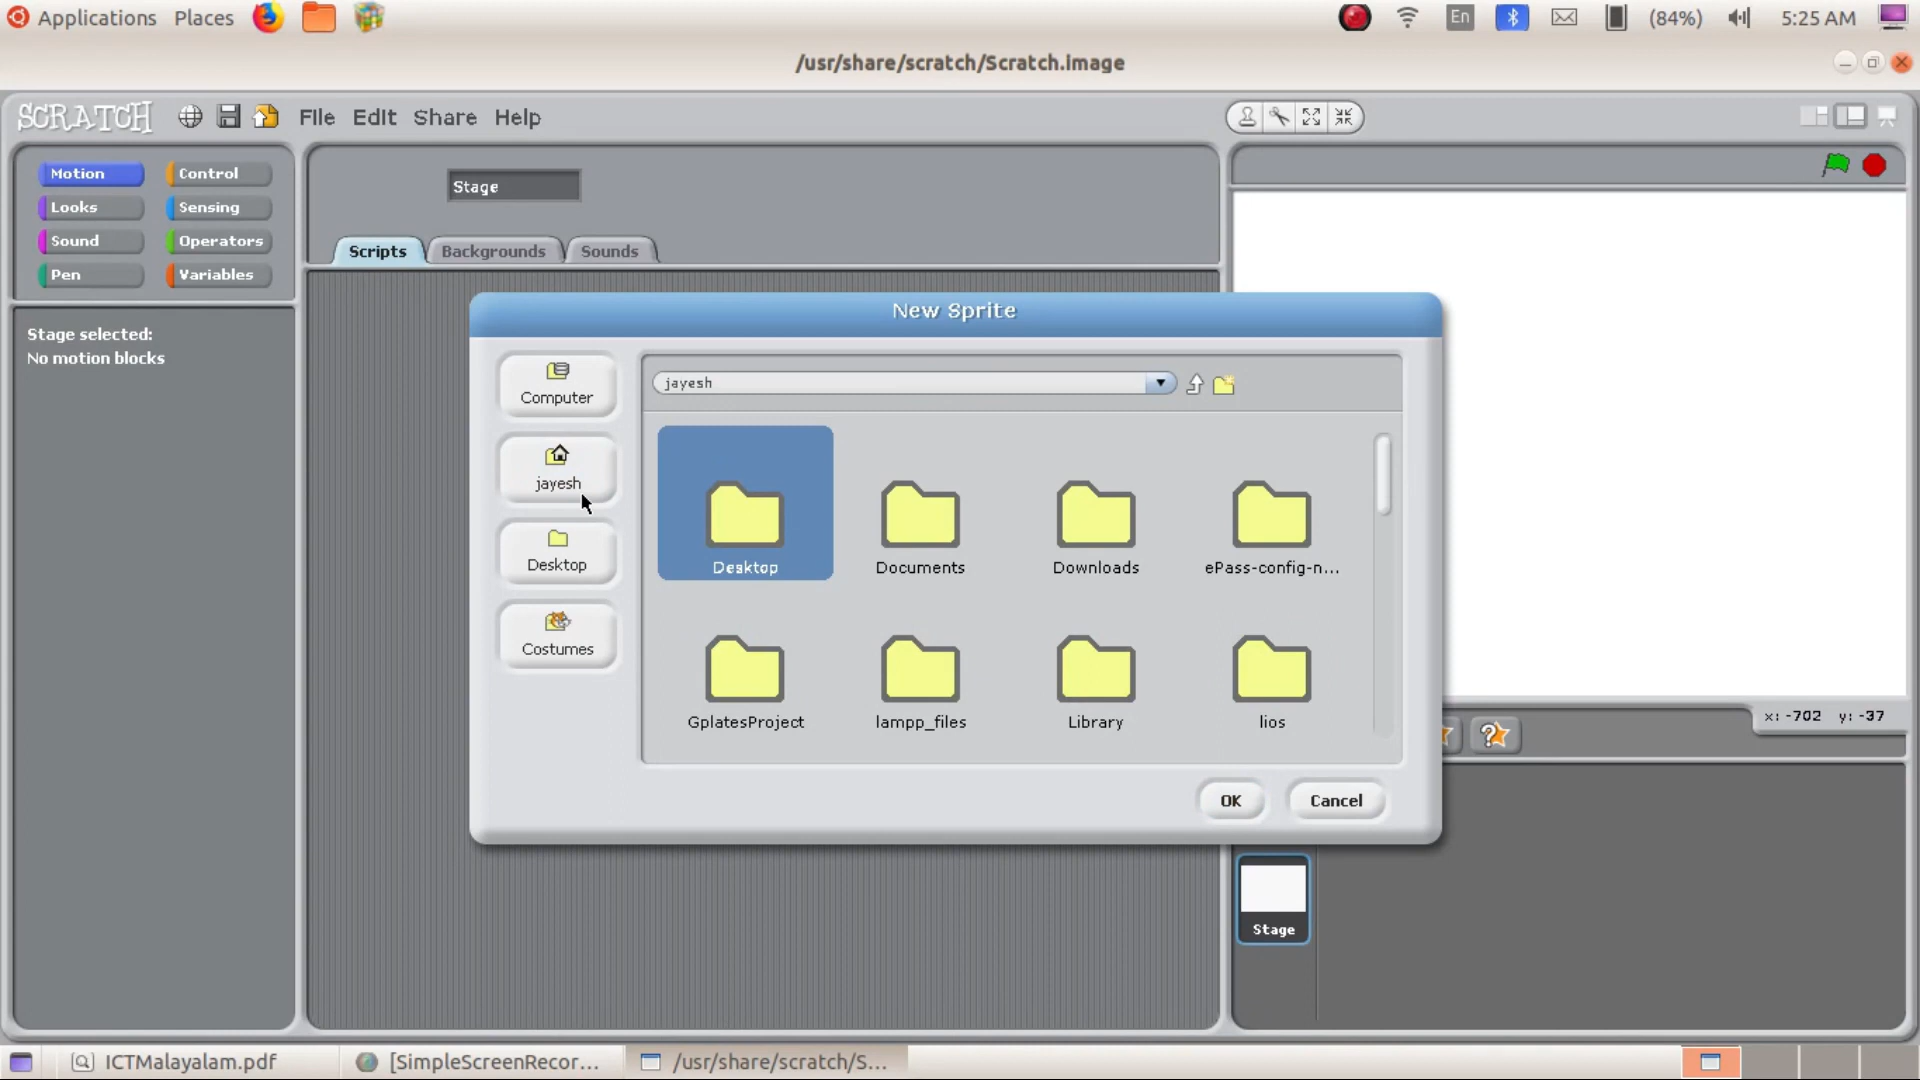 Applications Places En (84%) 5:25 AM
/usr/share/scratch/Scratch.image
SCRATCH File Edit Share Help
Motion Control
Looks Sensing
Sound Operators
Pen Variables
Stage
Scripts Backgrounds Sounds
Stage selected:
No motion blocks
New Sprite
Computer
jayesh
Desktop
Costumes
jayesh
Desktop Documents Downloads ePass-config-n...
GplatesProject lampp_files Library lios
OK Cancel
x: -702 y: -37
Stage
ICTMalayalam.pdf [SimpleScreenRecor... /usr/share/scratch/S...